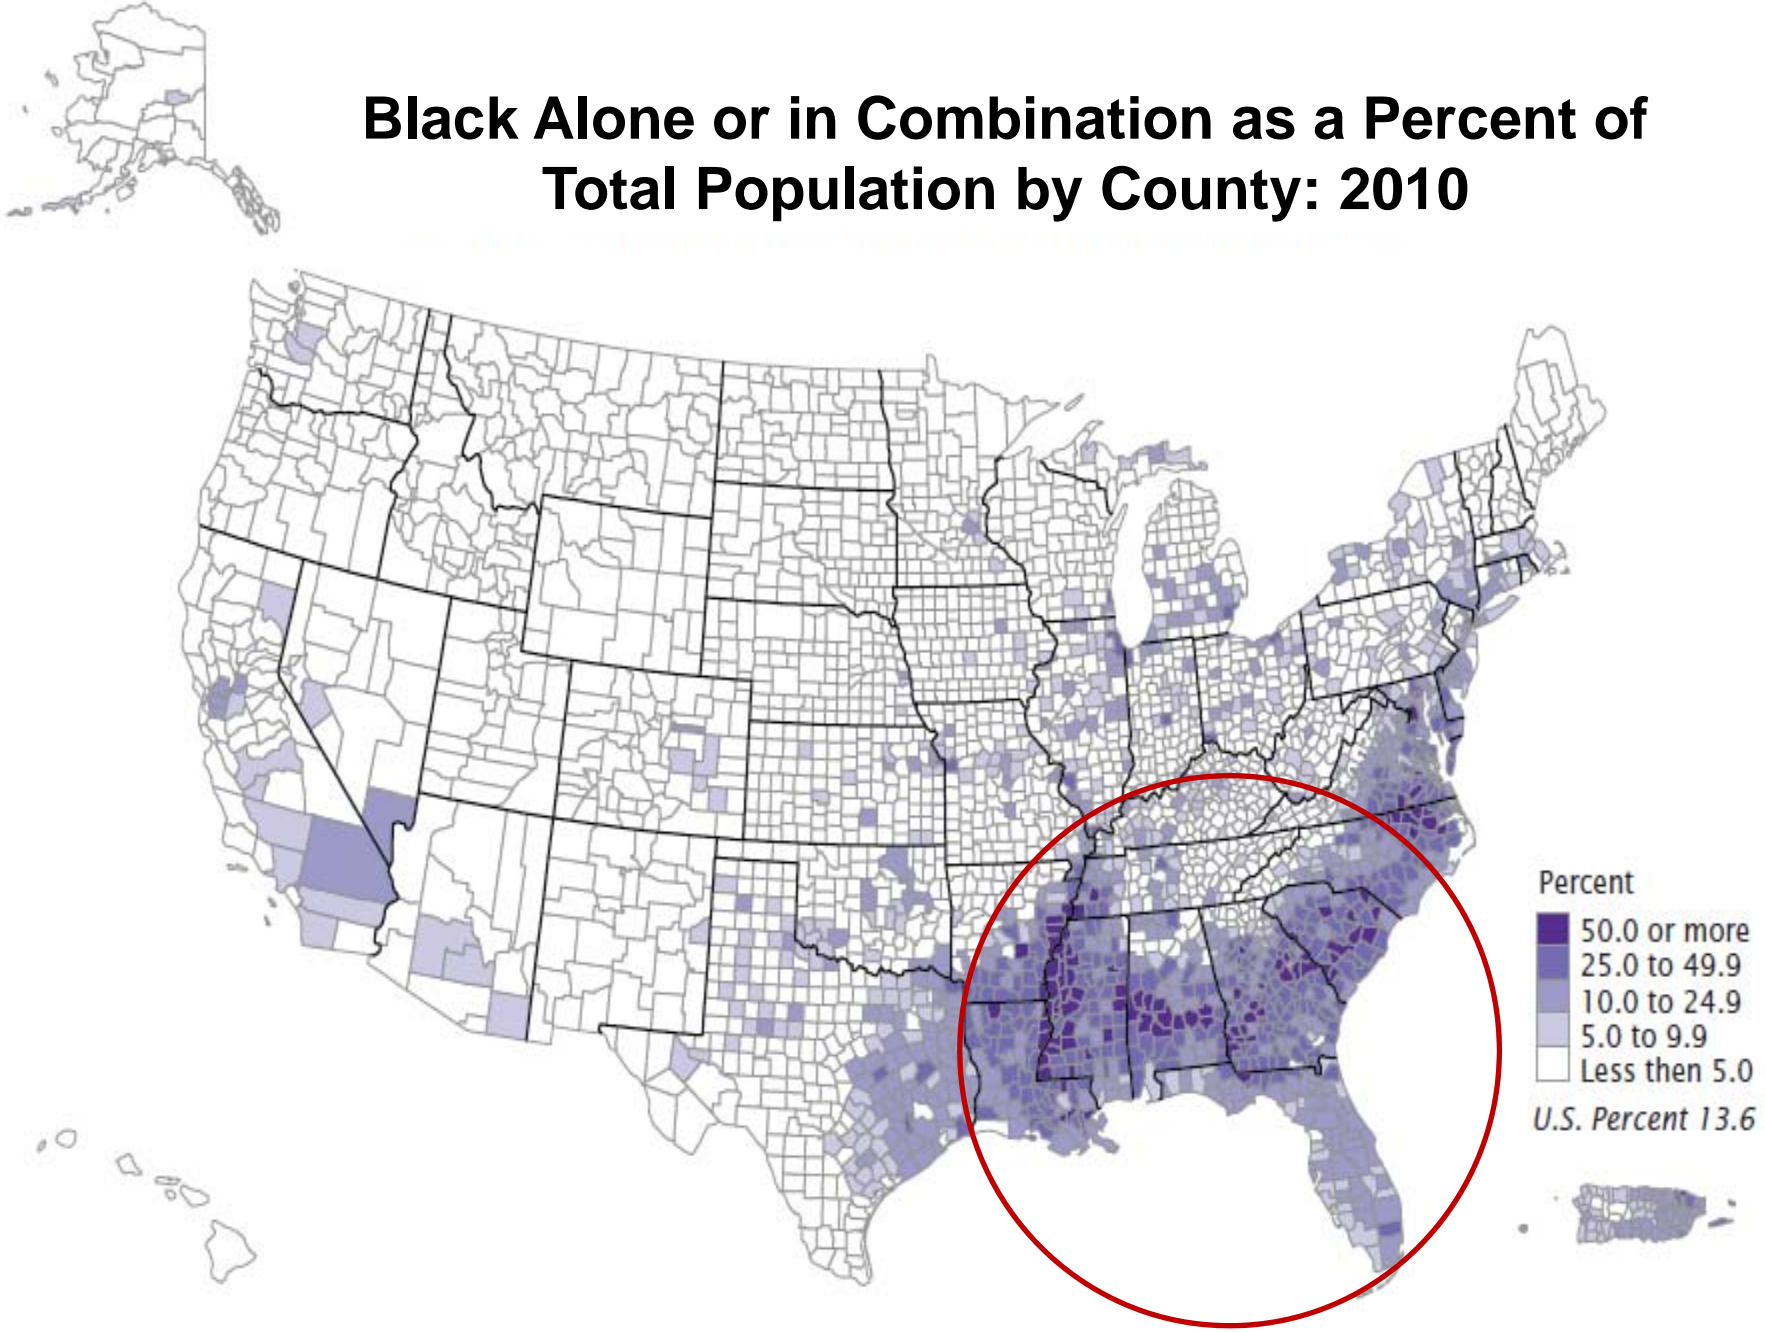 Black Alone or in Combination as a Percent of
Total Population by County: 2010
Percent
50.0 or more
25.0 to 49.9
10.0 to 24.9
5.0 to 9.9
Less then 5.0
U.S. Percent 13.6